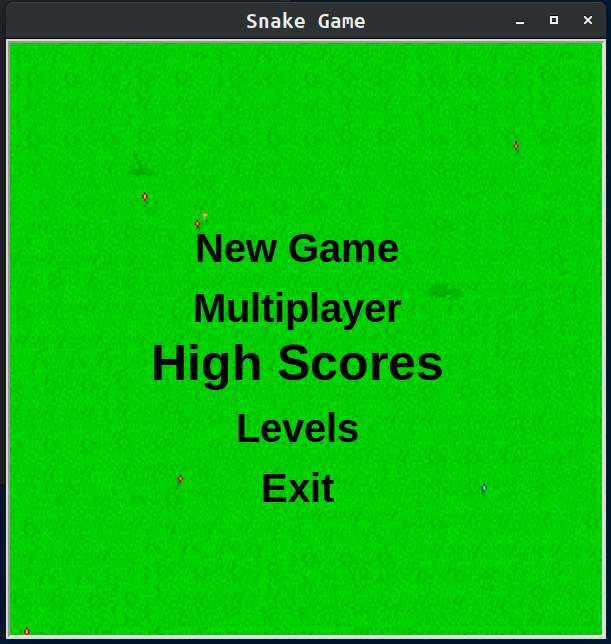 Snake Game
New Game
Multiplayer
High Scores
Levels
Exit